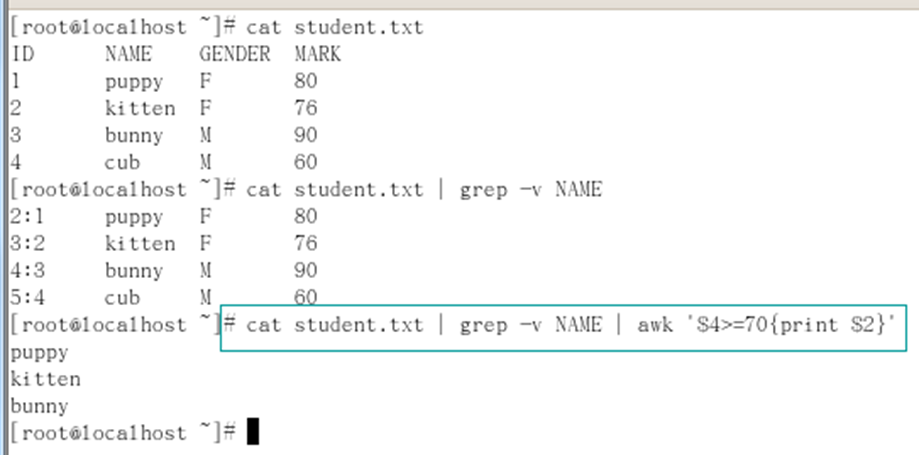 [root@localhost ~]# cat student.txt
ID NAME GENDER MARK
1 puppy F 80
2 kitten F 76
3 bunny M 90
4 cub M 60
[root@localhost ~]# cat student.txt | grep -v NAME
2:1 puppy F 80
3:2 kitten F 76
4:3 bunny M 90
5:4 cub M 60
[root@localhost ~]# cat student.txt | grep -v NAME | awk '$4>=70{print $2}'
puppy
kitten
bunny
[root@localhost ~]#